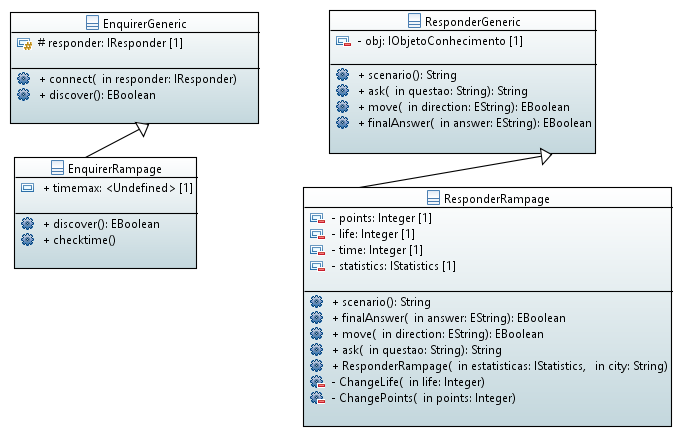 EnquirerGeneric
# responder: IResponder [1]
+ connect( in responder: IResponder)
+ discover(): EBoolean
ResponderGeneric
- obj: IObjetoConhecimento [1]
+ scenario(): String
+ ask( in questao: String): String
+ move( in direction: EString): EBoolean
+ finalAnswer( in answer: EString): EBoolean
EnquirerRampage
+ timemax: <Undefined> [1]
+ discover(): EBoolean
+ checktime()
ResponderRampage
- points: Integer [1]
- life: Integer [1]
- time: Integer [1]
- statistics: IStatistics [1]
+ scenario(): String
+ finalAnswer( in answer: EString): EBoolean
+ move( in direction: EString): EBoolean
+ ask( in questao: String): String
+ ResponderRampage( in estatisticas: IStatistics, in city: String)
- ChangeLife( in life: Integer)
- ChangePoints( in points: Integer)